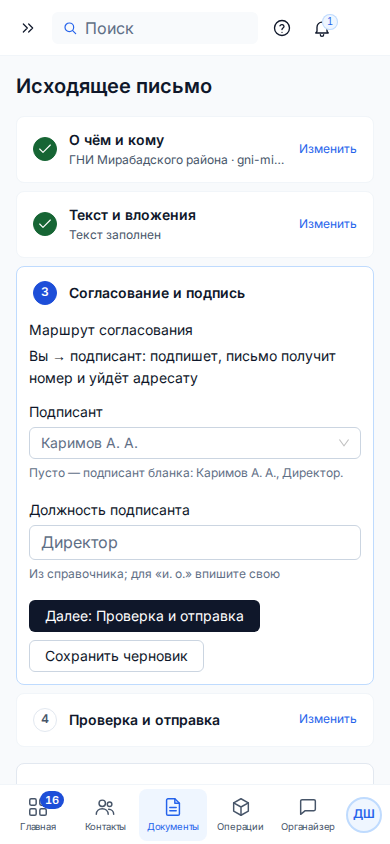 Поиск
1
Исходящее письмо
О чём и кому
ГНИ Мирабадского района · gni-mi...
Изменить
Текст и вложения
Текст заполнен
Изменить
3
Согласование и подпись
Маршрут согласования
Вы → подписант: подпишет, письмо получит
номер и уйдёт адресату
Подписант
Каримов А. А.
Пусто — подписант бланка: Каримов А. А., Директор.
Должность подписанта
Директор
Из справочника; для «и. о.» впишите свою
Далее: Проверка и отправка
Сохранить черновик
4
Проверка и отправка
Изменить
16
Главная
Контакты
Документы
Операции
Органайзер
ДШ